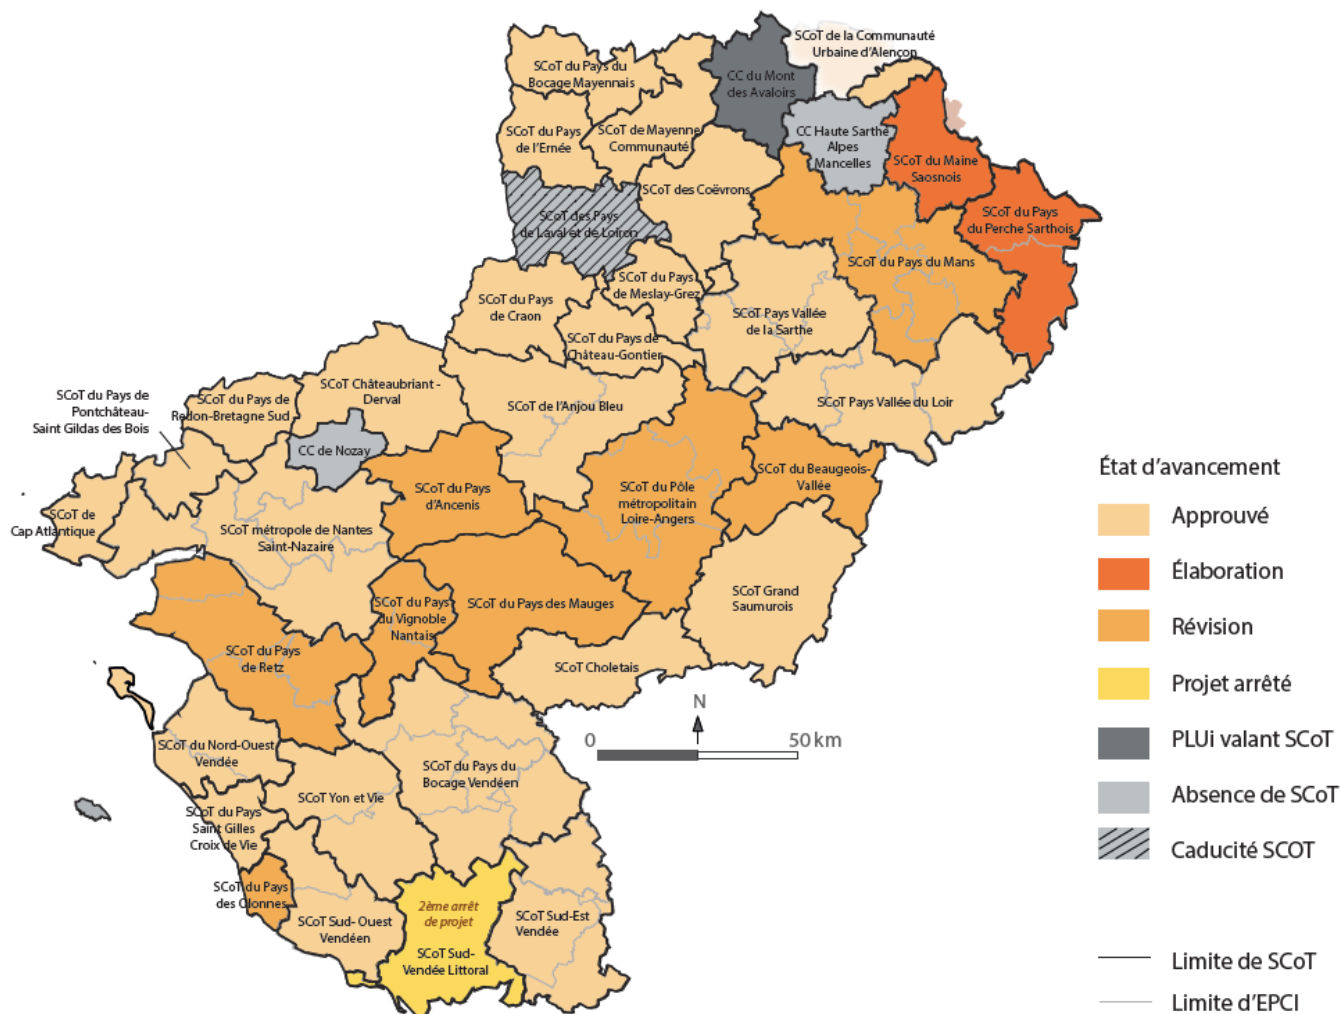 SCoT de la Communauté
Urbaine d'Alençon
SCoT du Pays du
Bocage Mayennais
CC du Mont
des Avaloirs
SCoT du Pays
de l'Ernée
SCoT de Mayenne
Communauté
CC Haute Sarthe
Alpes
Mancelles
SCoT du Maine
Saosnois
SCoT des Coëvrons
SCoT des Pays
de Laval et de Loiron
SCoT du Pays
du Perche Sarthois
SCoT du Pays du Mans
SCoT du Pays
de Meslay-Grez
SCoT du Pays
de Craon
SCoT Pays Vallée
de la Sarthe
SCoT du Pays de
Château-Gontier
SCoT du Pays de
Pontchâteau-
Saint Gildas des Bois
SCoT du Pays de
Redon-Bretagne Sud
SCoT Châteaubriant -
Derval
SCoT de l'Anjou Bleu
SCoT Pays Vallée du Loir
CC de Nozay
SCoT du Pays
d'Ancenis
SCoT du Pôle
métropolitain
Loire-Angers
SCoT du Beaugeois-
Vallée
SCoT de
Cap Atlantique
SCoT métropole de Nantes
Saint-Nazaire
SCoT du Pays
du Vignoble
Nantais
SCoT du Pays des Mauges
SCoT Grand
Saumurois
SCoT du Pays
de Retz
SCoT Choletais
N
0
50 km
SCoT du Nord-Ouest
Vendée
SCoT Yon et Vie
SCoT du Pays du
Bocage Vendéen
SCoT du Pays
Saint Gilles
Croix de Vie
SCoT du Pays
des Olonnes
SCoT Sud- Ouest
Vendéen
2ème arrêt
de projet
SCoT Sud-
Vendée Littoral
SCoT Sud-Est
Vendée
État d'avancement
Approuvé
Élaboration
Révision
Projet arrêté
PLUi valant SCoT
Absence de SCoT
Caducité SCOT
Limite de SCoT
Limite d'EPCI